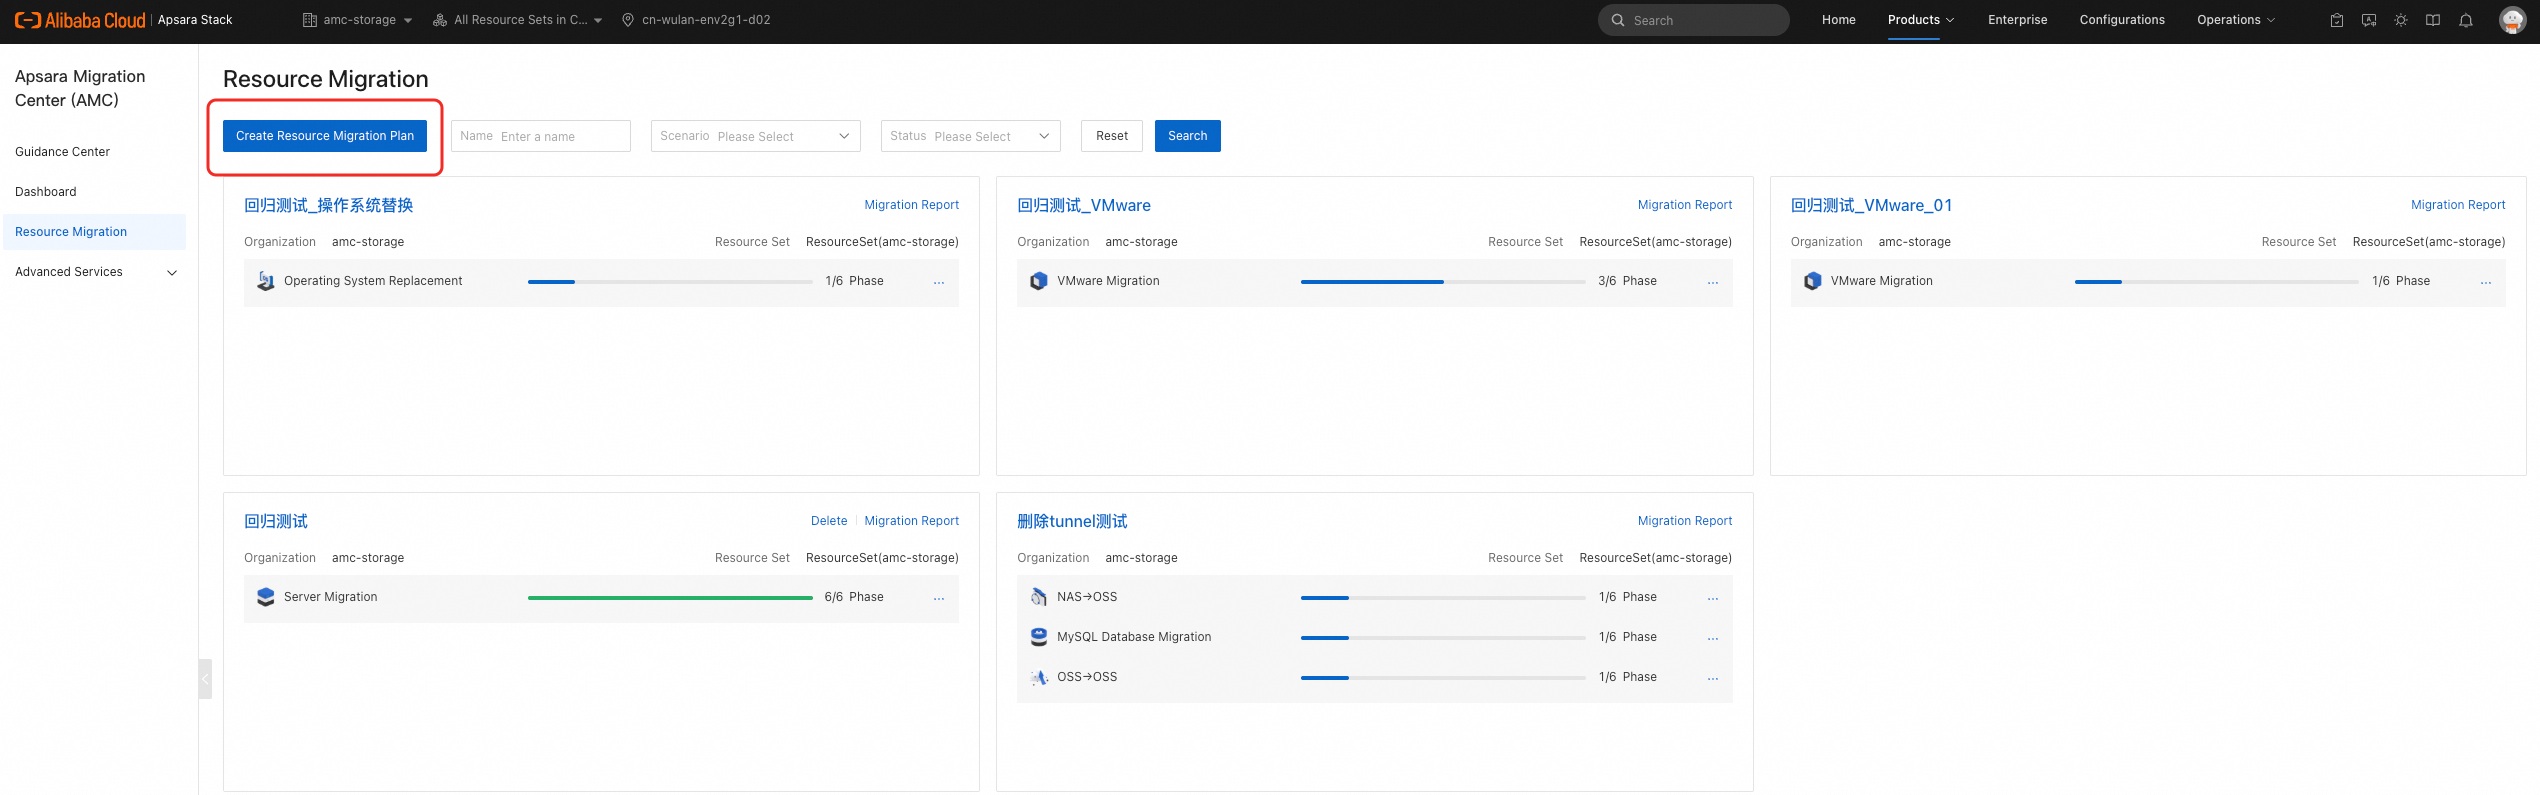 Alibaba Cloud | Apsara Stack
amc-storage
All Resource Sets in C...
cn-wulan-env2g1-d02
Search
Home
Products
Enterprise
Configurations
Operations
Apsara Migration
Center (AMC)
Guidance Center
Dashboard
Resource Migration
Advanced Services
Resource Migration
Create Resource Migration Plan
Name Enter a name
Scenario Please Select
Status Please Select
Reset
Search
回归测试_操作系统替换
Migration Report
Organization amc-storage
Resource Set ResourceSet(amc-storage)
Operating System Replacement
1/6 Phase
...
回归测试_VMware
Migration Report
Organization amc-storage
Resource Set ResourceSet(amc-storage)
VMware Migration
3/6 Phase
...
回归测试_VMware_01
Migration Report
Organization amc-storage
Resource Set ResourceSet(amc-storage)
VMware Migration
1/6 Phase
...
回归测试
Delete | Migration Report
Organization amc-storage
Resource Set ResourceSet(amc-storage)
Server Migration
6/6 Phase
...
删除tunnel测试
Migration Report
Organization amc-storage
Resource Set ResourceSet(amc-storage)
NAS→OSS
1/6 Phase
...
MySQL Database Migration
1/6 Phase
...
OSS→OSS
1/6 Phase
...